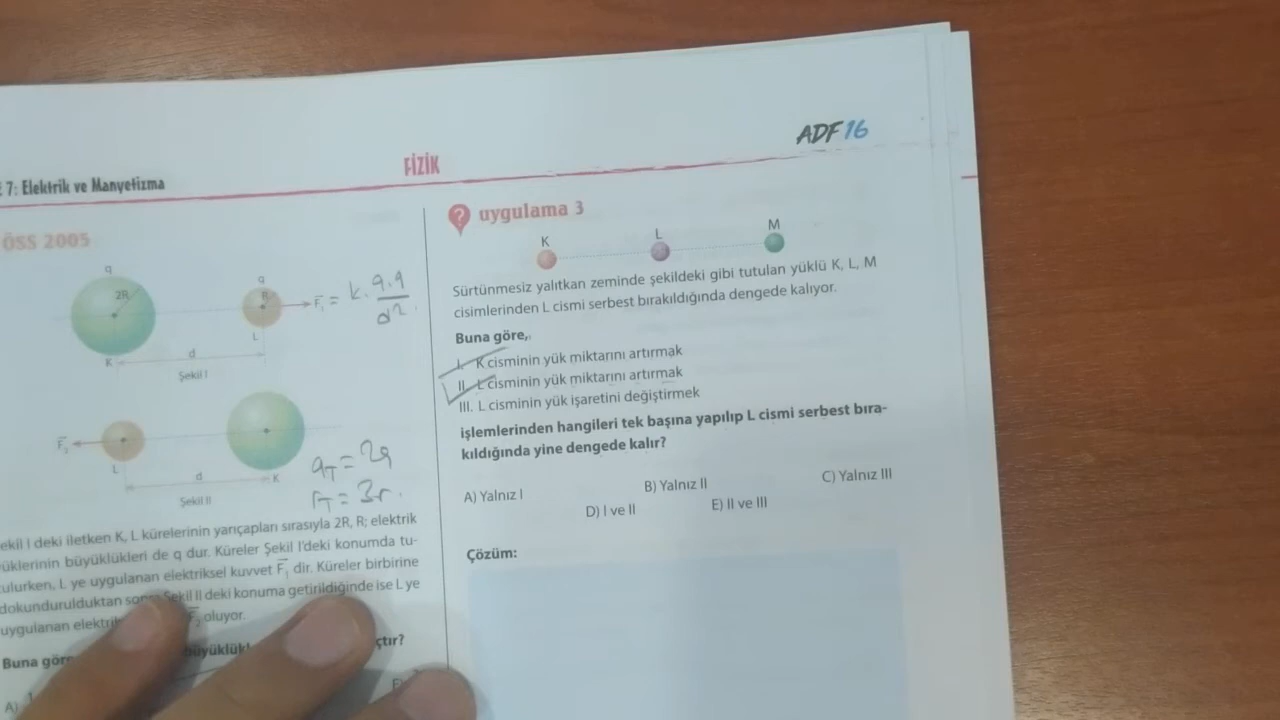 ADF 16
FİZİK
7: Elektrik ve Manyetizma
ÖSS 2005
q
2R
K
q
R
L
F₁ = k. q.q / d²
d
Şekil I
F₂
L
K
d
Şekil II
qT = 2q
rT = 3r.
ekil I deki iletken K, L kürelerinin yarıçapları sırasıyla 2R, R; elektrik
üklerinin büyüklükleri de q dur. Küreler Şekil I'deki konumda tu-
ulurken, L ye uygulanan elektriksel kuvvet F₁ dir. Küreler birbirine
dokundurulduktan Şekil II deki konuma getirildiğinde ise L ye
uygulanan F₂ oluyor.
Buna
A) 1
? uygulama 3
K
L
M
Sürtünmesiz yalıtkan zeminde şekildeki gibi tutulan yüklü K, L, M
cisimlerinden L cismi serbest bırakıldığında dengede kalıyor.
Buna göre,
I. K cisminin yük miktarını artırmak
II. L cisminin yük miktarını artırmak
III. L cisminin yük işaretini değiştirmek
işlemlerinden hangileri tek başına yapılıp L cismi serbest bıra-
kıldığında yine dengede kalır?
A) Yalnız I
B) Yalnız II
C) Yalnız III
D) I ve II
E) II ve III
Çözüm: